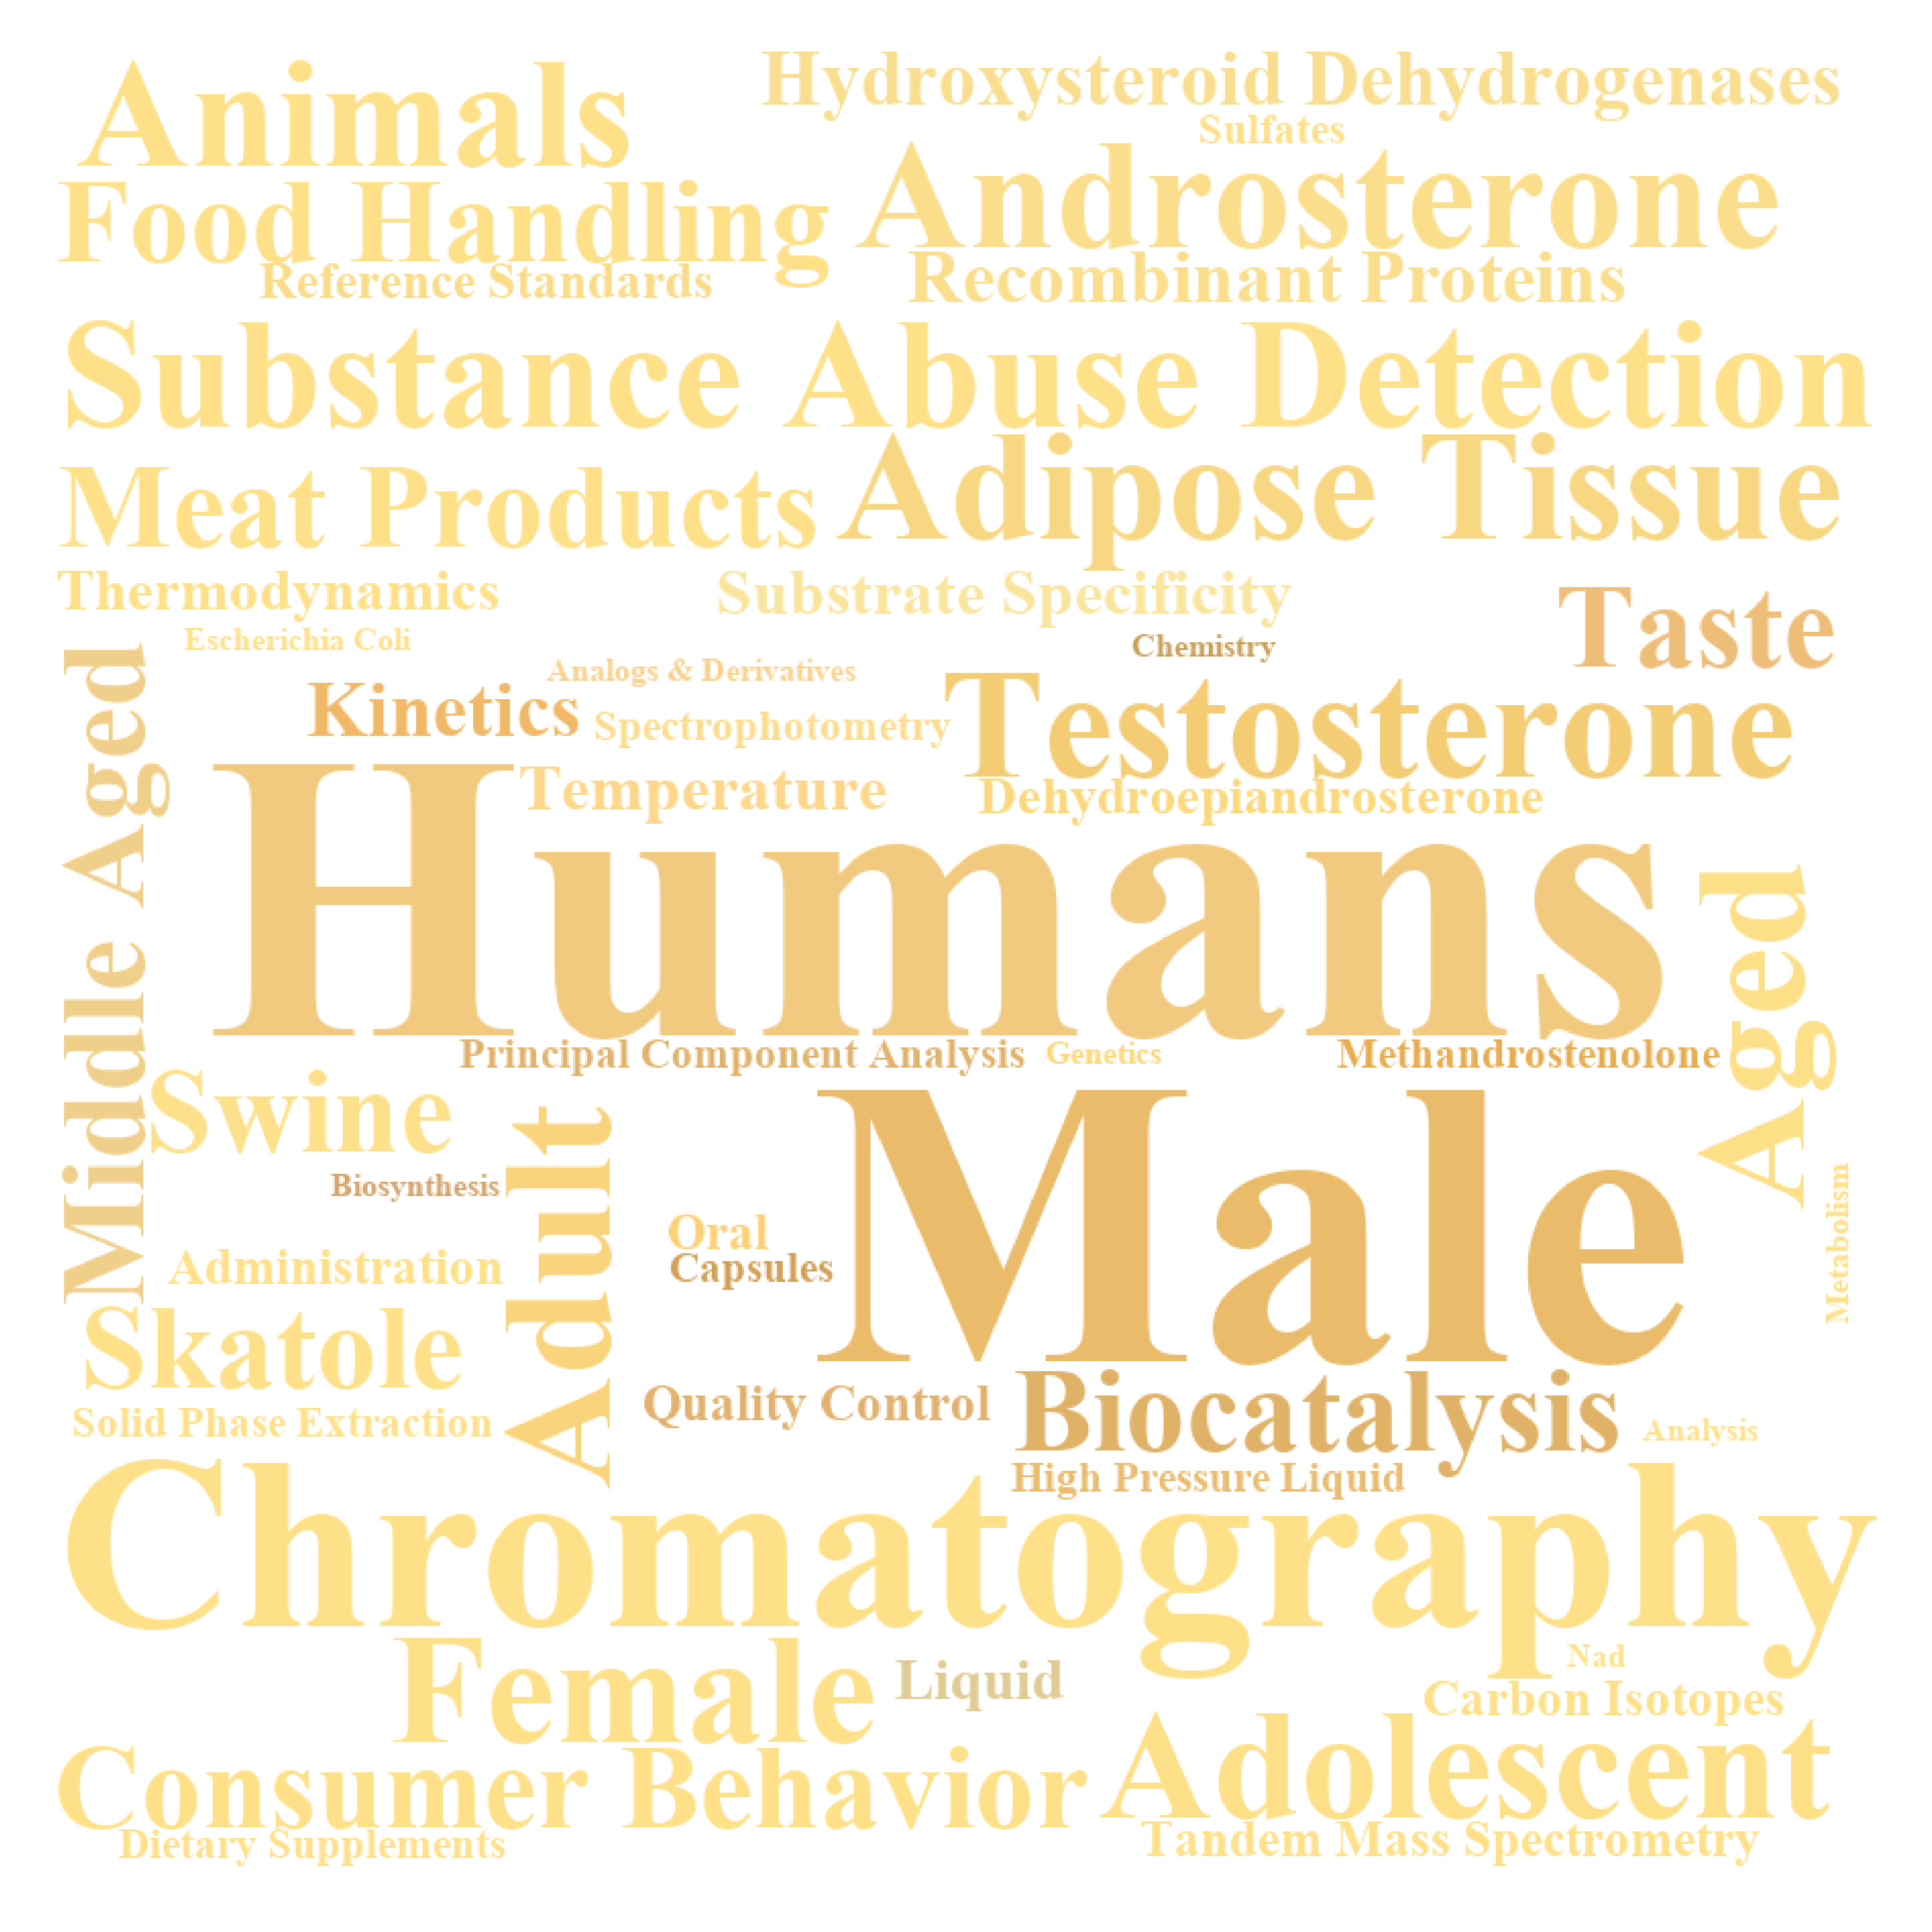 Animals
Hydroxysteroid Dehydrogenases
Sulfates
Androsterone
Food Handling
Reference Standards
Recombinant Proteins
Substance Abuse Detection
Meat Products
Adipose Tissue
Thermodynamics
Substrate Specificity
Taste
Escherichia Coli
Chemistry
Analogs & Derivatives
Kinetics
Spectrophotometry
Testosterone
Temperature
Dehydroepiandrosterone
Middle Aged
Humans
Aged
Principal Component Analysis
Genetics
Methandrostenolone
Swine
Adult
Male
Biosynthesis
Metabolism
Oral
Administration
Capsules
Skatole
Quality Control
Biocatalysis
Solid Phase Extraction
Analysis
High Pressure Liquid
Chromatography
Female
Liquid
Nad
Carbon Isotopes
Consumer Behavior
Adolescent
Dietary Supplements
Tandem Mass Spectrometry